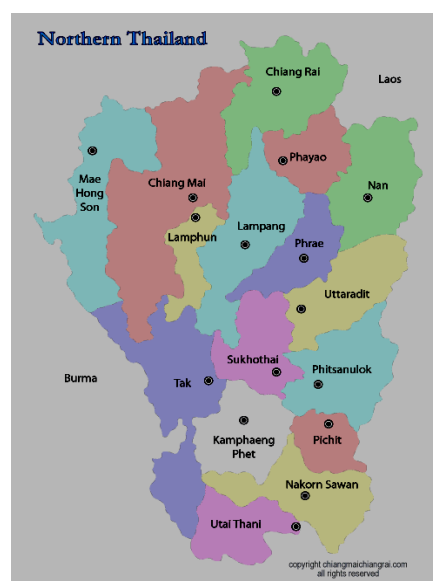 Northern Thailand
Chiang Rai
Laos
Phayao
Mae
Hong
Son
Chiang Mai
Nan
Lamphun
Lampang
Phrae
Uttaradit
Sukhothai
Phitsanulok
Burma
Tak
Kamphaeng
Phet
Pichit
Nakorn Sawan
Utai Thani
copyright chiangmaichiangrai.com
all rights reserved